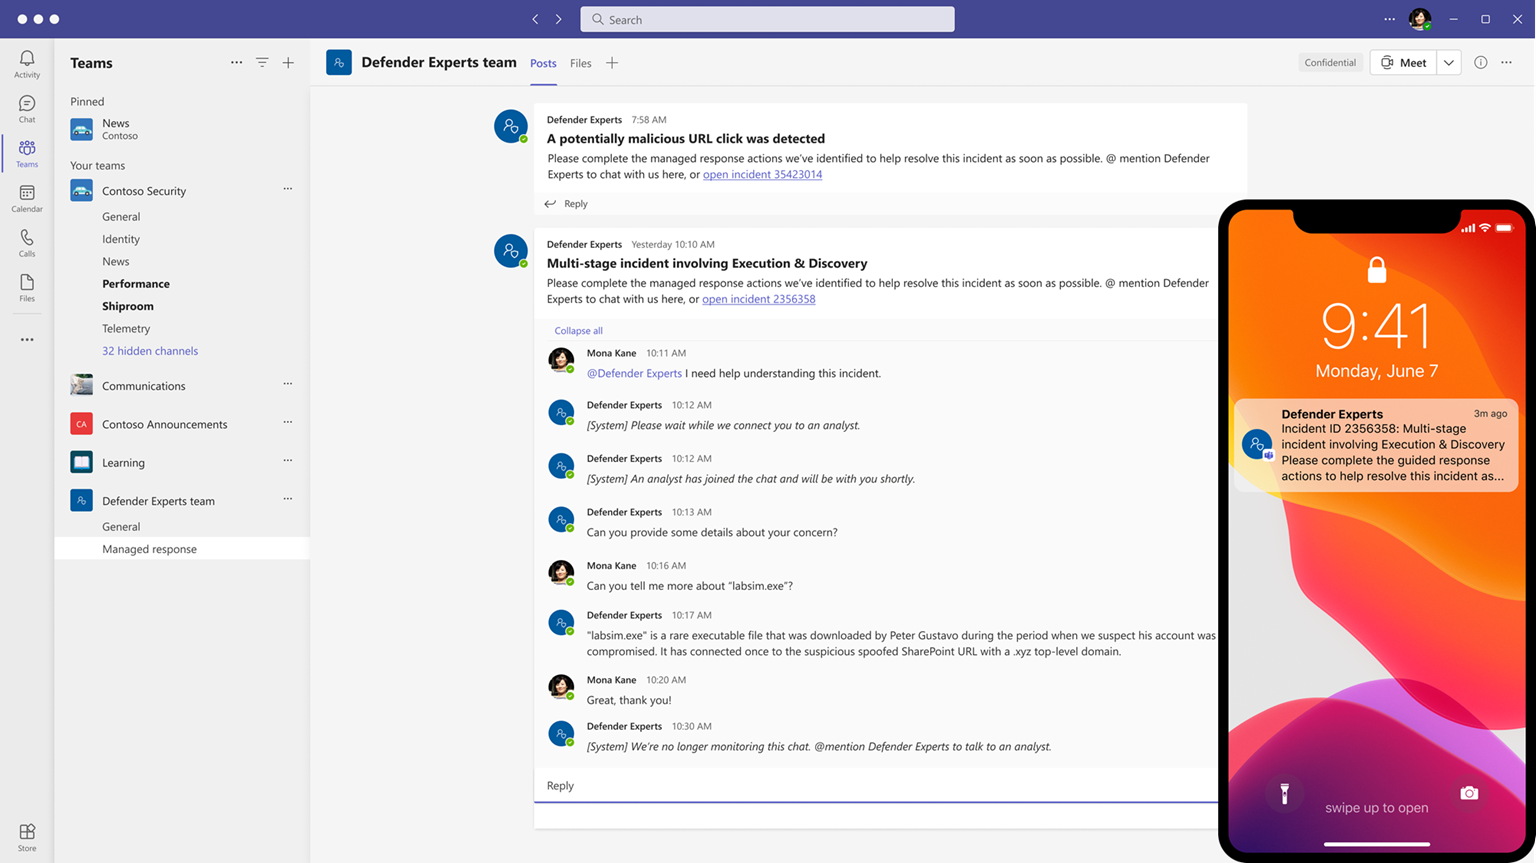 Search
Activity
Chat
Teams
Calendar
Calls
Files
Store
Teams
Pinned
News
Contoso
Your teams
Contoso Security
General
Identity
News
Performance
Shiproom
Telemetry
32 hidden channels
Communications
CA
Contoso Announcements
Learning
Defender Experts team
General
Managed response
Defender Experts team
Posts
Files
Confidential
Meet
Defender Experts 7:58 AM
A potentially malicious URL click was detected
Please complete the managed response actions we've identified to help resolve this incident as soon as possible. @ mention Defender
Experts to chat with us here, or open incident 35423014
Reply
Defender Experts Yesterday 10:10 AM
Multi-stage incident involving Execution & Discovery
Please complete the managed response actions we've identified to help resolve this incident as soon as possible. @ mention Defender
Experts to chat with us here, or open incident 2356358
Collapse all
Mona Kane 10:11 AM
@Defender Experts I need help understanding this incident.
Defender Experts 10:12 AM
[System] Please wait while we connect you to an analyst.
Defender Experts 10:12 AM
[System] An analyst has joined the chat and will be with you shortly.
Defender Experts 10:13 AM
Can you provide some details about your concern?
Mona Kane 10:16 AM
Can you tell me more about “labsim.exe”?
Defender Experts 10:17 AM
"labsim.exe" is a rare executable file that was downloaded by Peter Gustavo during the period when we suspect his account was
compromised. It has connected once to the suspicious spoofed SharePoint URL with a .xyz top-level domain.
Mona Kane 10:20 AM
Great, thank you!
Defender Experts 10:30 AM
[System] We're no longer monitoring this chat. @mention Defender Experts to talk to an analyst.
Reply
9:41
Monday, June 7
Defender Experts 3m ago
Incident ID 2356358: Multi-stage
incident involving Execution & Discovery
Please complete the guided response
actions to help resolve this incident as...
swipe up to open